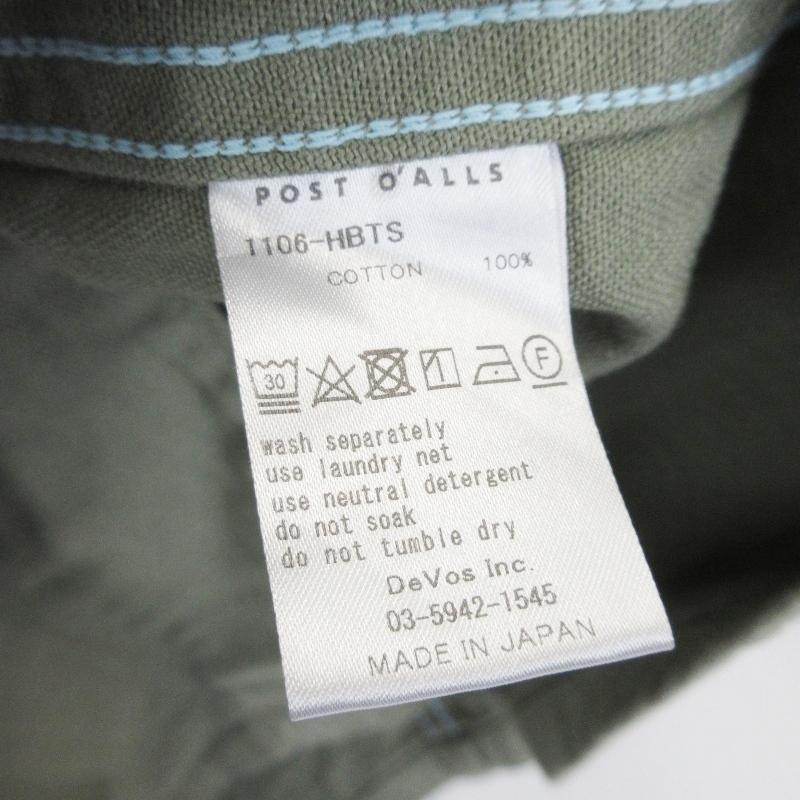 POST O'ALLS
1106-HBTS
COTTON 100%
30 F
wash separately
use laundry net
use neutral detergent
do not soak
do not tumble dry
DeVos Inc.
03-5942-1545
MADE IN JAPAN